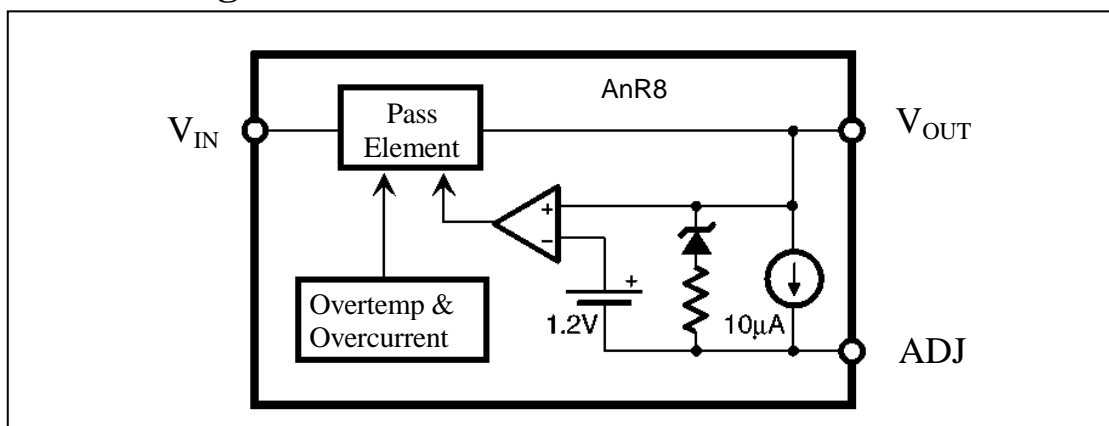 AnR8
Pass
Element
V_IN
V_OUT
+
−
+
1.2V
10µA
Overtemp &
Overcurrent
ADJ